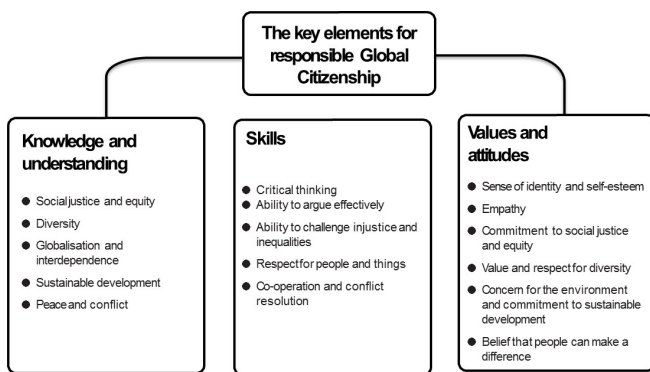 The key elements for
responsible Global
Citizenship
Knowledge and
understanding
Social justice and equity
Diversity
Globalisation and
interdependence
Sustainable development
Peace and conflict
Skills
Critical thinking
Ability to argue effectively
Ability to challenge injustice and
inequalities
Respect for people and things
Co-operation and conflict
resolution
Values and
attitudes
Sense of identity and self-esteem
Empathy
Commitment to social justice
and equity
Value and respect for diversity
Concern for the environment
and commitment to sustainable
development
Belief that people can make a
difference